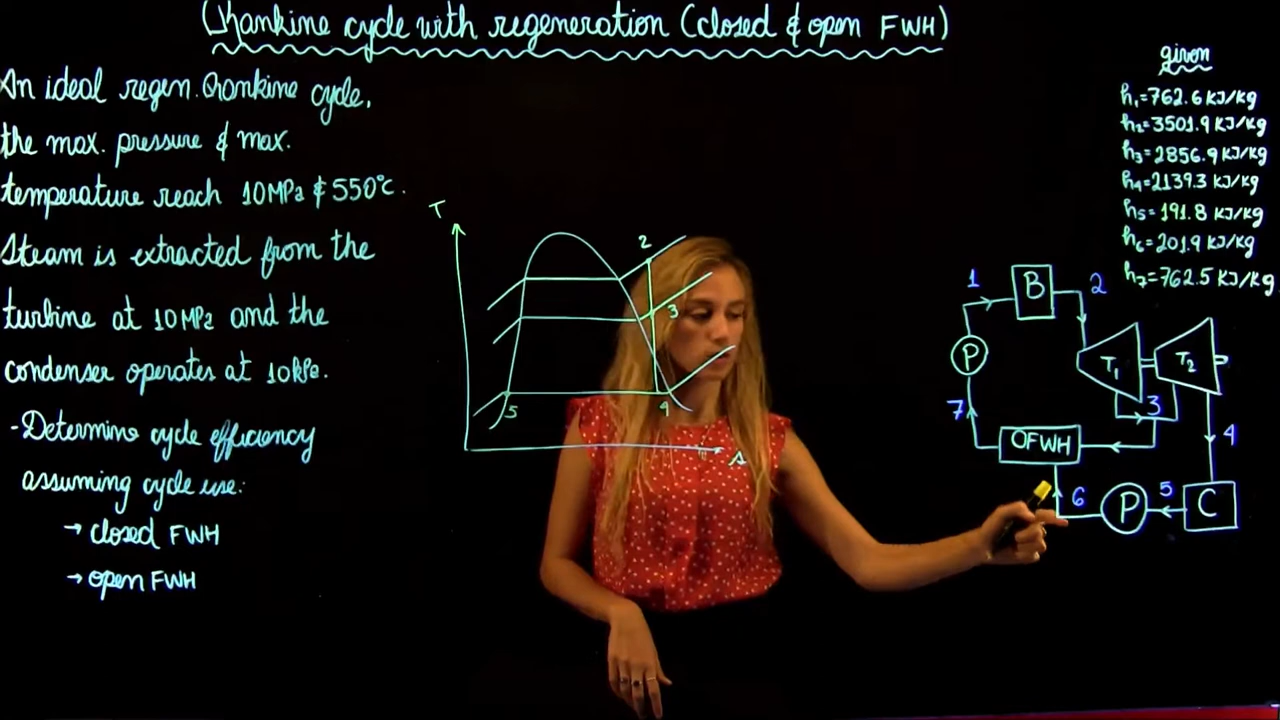 Rankine cycle with regeneration (closed & open FWH)
An ideal regen. Rankine cycle,
the max. pressure & max.
temperature reach 10MPa & 550°c.
Steam is extracted from the
turbine at 10MPa and the
condenser operates at 10kPa.
-Determine cycle efficiency
assuming cycle use:
→ closed FWH
→ open FWH
T
2
3
4
5
s
given
h₁=762.6 KJ/Kg
h₂=3501.9 KJ/Kg
h₃=2856.9 KJ/Kg
h₄=2139.3 KJ/Kg
h₅=191.8 KJ/Kg
h₆=201.9 KJ/Kg
h₇=762.5 KJ/Kg
1 B 2
P T₁ T₂
7 3
OFWH 4
6 P 5 C